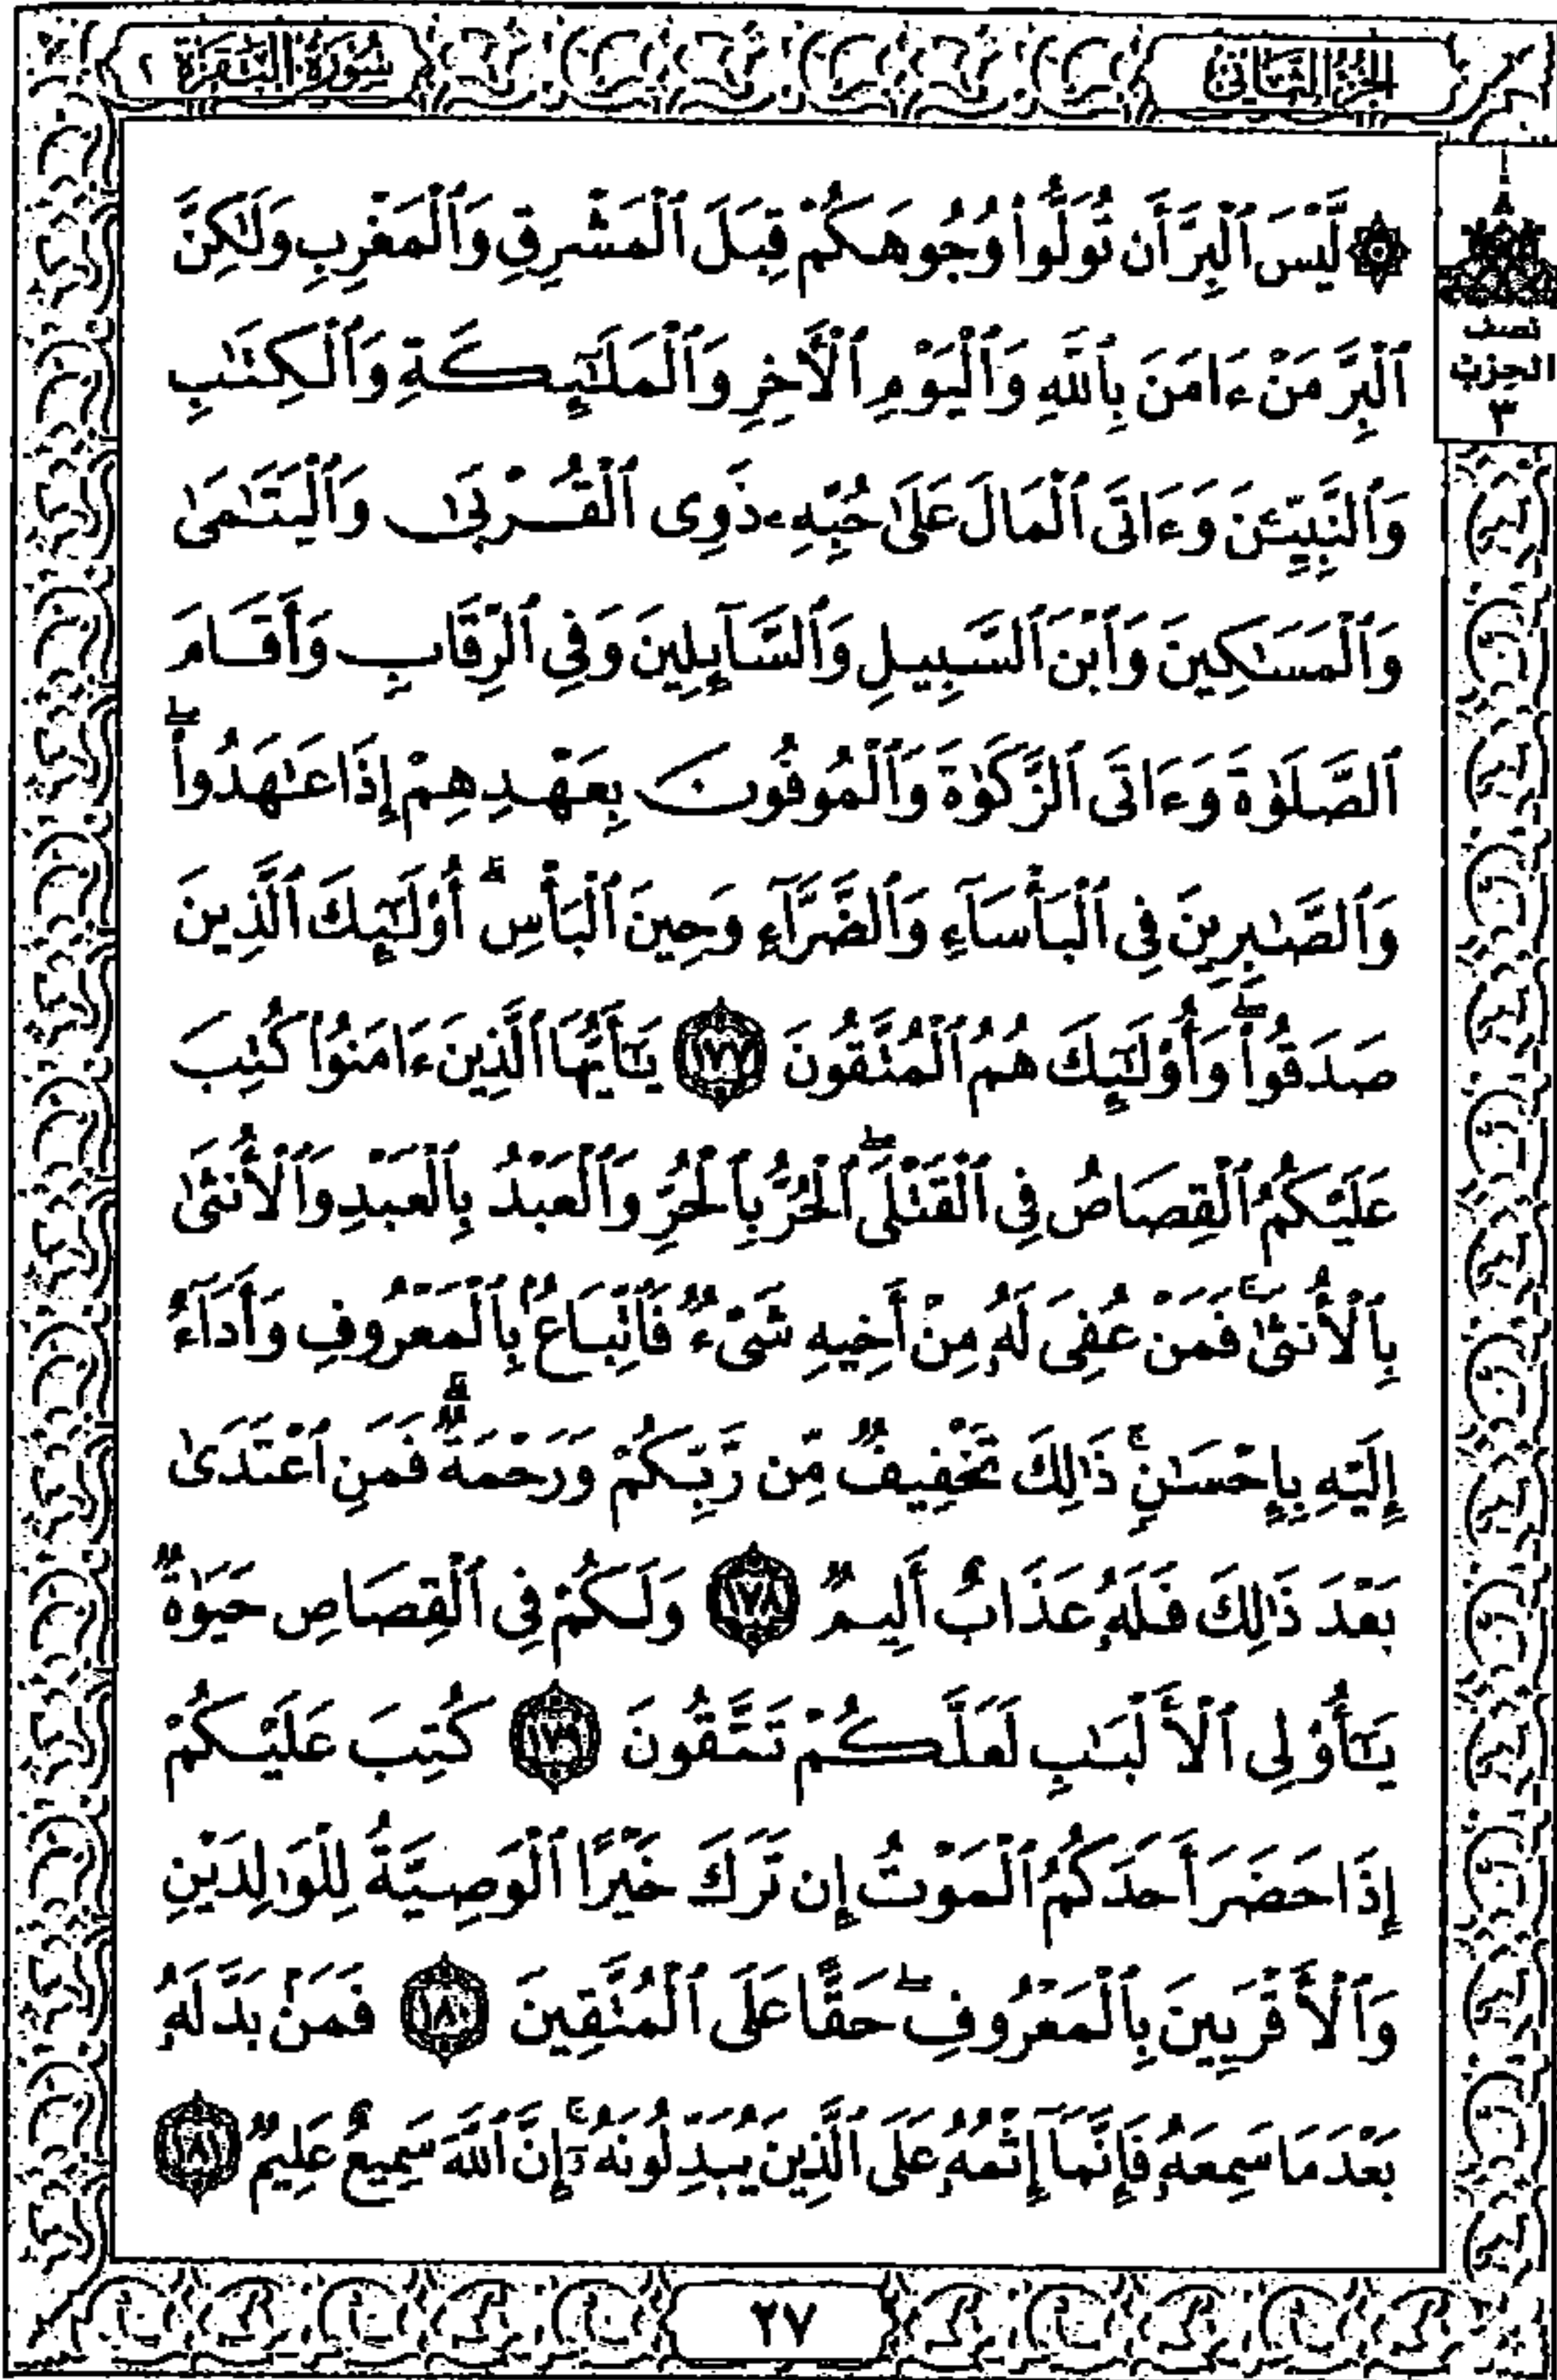 الجزء الثاني
سورة البقرة ٢
نصف
الحزب
٣
۞ لَّيْسَ ٱلْبِرَّ أَن تُوَلُّوا۟ وُجُوهَكُمْ قِبَلَ ٱلْمَشْرِقِ وَٱلْمَغْرِبِ وَلَٰكِنَّ
ٱلْبِرَّ مَنْ ءَامَنَ بِٱللَّهِ وَٱلْيَوْمِ ٱلْأَخِرِ وَٱلْمَلَٰٓئِكَةِ وَٱلْكِتَٰبِ
وَٱلنَّبِيِّۦنَ وَءَاتَى ٱلْمَالَ عَلَىٰ حُبِّهِۦ ذَوِى ٱلْقُرْبَىٰ وَٱلْيَتَٰمَىٰ
وَٱلْمَسَٰكِينَ وَٱبْنَ ٱلسَّبِيلِ وَٱلسَّآئِلِينَ وَفِى ٱلرِّقَابِ وَأَقَامَ
ٱلصَّلَوٰةَ وَءَاتَى ٱلزَّكَوٰةَ وَٱلْمُوفُونَ بِعَهْدِهِمْ إِذَا عَٰهَدُوا۟ ۖ
وَٱلصَّٰبِرِينَ فِى ٱلْبَأْسَآءِ وَٱلضَّرَّآءِ وَحِينَ ٱلْبَأْسِ ۗ أُو۟لَٰٓئِكَ ٱلَّذِينَ
صَدَقُوا۟ ۖ وَأُو۟لَٰٓئِكَ هُمُ ٱلْمُتَّقُونَ ١٧٧ يَٰٓأَيُّهَا ٱلَّذِينَ ءَامَنُوا۟ كُتِبَ
عَلَيْكُمُ ٱلْقِصَاصُ فِى ٱلْقَتْلَى ۖ ٱلْحُرُّ بِٱلْحُرِّ وَٱلْعَبْدُ بِٱلْعَبْدِ وَٱلْأُنثَىٰ
بِٱلْأُنثَىٰ ۚ فَمَنْ عُفِىَ لَهُۥ مِنْ أَخِيهِ شَىْءٌ فَٱتِّبَاعٌۢ بِٱلْمَعْرُوفِ وَأَدَآءٌ
إِلَيْهِ بِإِحْسَٰنٍ ۗ ذَٰلِكَ تَخْفِيفٌ مِّن رَّبِّكُمْ وَرَحْمَةٌ ۗ فَمَنِ ٱعْتَدَىٰ
بَعْدَ ذَٰلِكَ فَلَهُۥ عَذَابٌ أَلِيمٌ ١٧٨ وَلَكُمْ فِى ٱلْقِصَاصِ حَيَوٰةٌ
يَٰٓأُو۟لِى ٱلْأَلْبَٰبِ لَعَلَّكُمْ تَتَّقُونَ ١٧٩ كُتِبَ عَلَيْكُمْ
إِذَا حَضَرَ أَحَدَكُمُ ٱلْمَوْتُ إِن تَرَكَ خَيْرًا ٱلْوَصِيَّةُ لِلْوَٰلِدَيْنِ
وَٱلْأَقْرَبِينَ بِٱلْمَعْرُوفِ ۖ حَقًّا عَلَى ٱلْمُتَّقِينَ ١٨٠ فَمَنۢ بَدَّلَهُۥ
بَعْدَ مَا سَمِعَهُۥ فَإِنَّمَآ إِثْمُهُۥ عَلَى ٱلَّذِينَ يُبَدِّلُونَهُۥٓ ۚ إِنَّ ٱللَّهَ سَمِيعٌ عَلِيمٌ ١٨١
٢٧